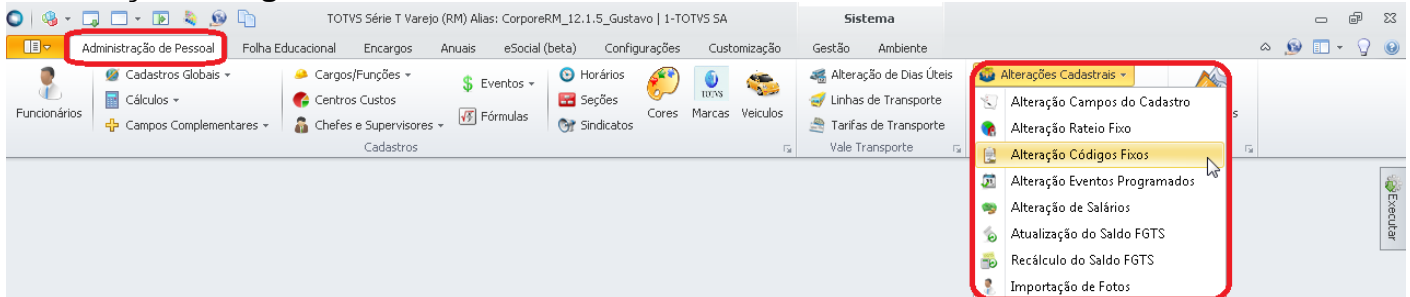 TOTVS Série T Varejo (RM) Alias: CorporeRM_12.1.5_Gustavo | 1-TOTVS SA
Sistema
Administração de Pessoal Folha Educacional Encargos Anuais eSocial (beta) Configurações Customização Gestão Ambiente
Funcionários
Cadastros Globais
Cálculos
Campos Complementares
Cargos/Funções
Centros Custos
Chefes e Supervisores
Eventos
Fórmulas
Horários
Seções
Sindicatos
Cores
TOTVS
Marcas
Veiculos
Cadastros
Alteração de Dias Úteis
Linhas de Transporte
Tarifas de Transporte
Vale Transporte
Alterações Cadastrais
Alteração Campos do Cadastro
Alteração Rateio Fixo
Alteração Códigos Fixos
Alteração Eventos Programados
Alteração de Salários
Atualização do Saldo FGTS
Recálculo do Saldo FGTS
Importação de Fotos
s
Executar